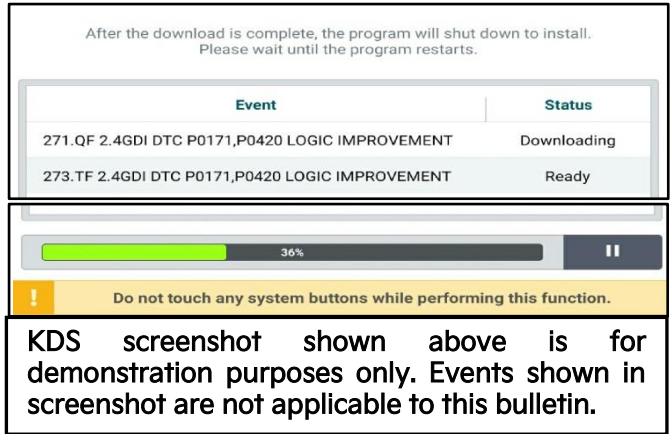 After the download is complete, the program will shut down to install.
Please wait until the program restarts.
Event Status
271.QF 2.4GDI DTC P0171,P0420 LOGIC IMPROVEMENT Downloading
273.TF 2.4GDI DTC P0171,P0420 LOGIC IMPROVEMENT Ready
36%
! Do not touch any system buttons while performing this function.
KDS screenshot shown above is for
demonstration purposes only. Events shown in
screenshot are not applicable to this bulletin.